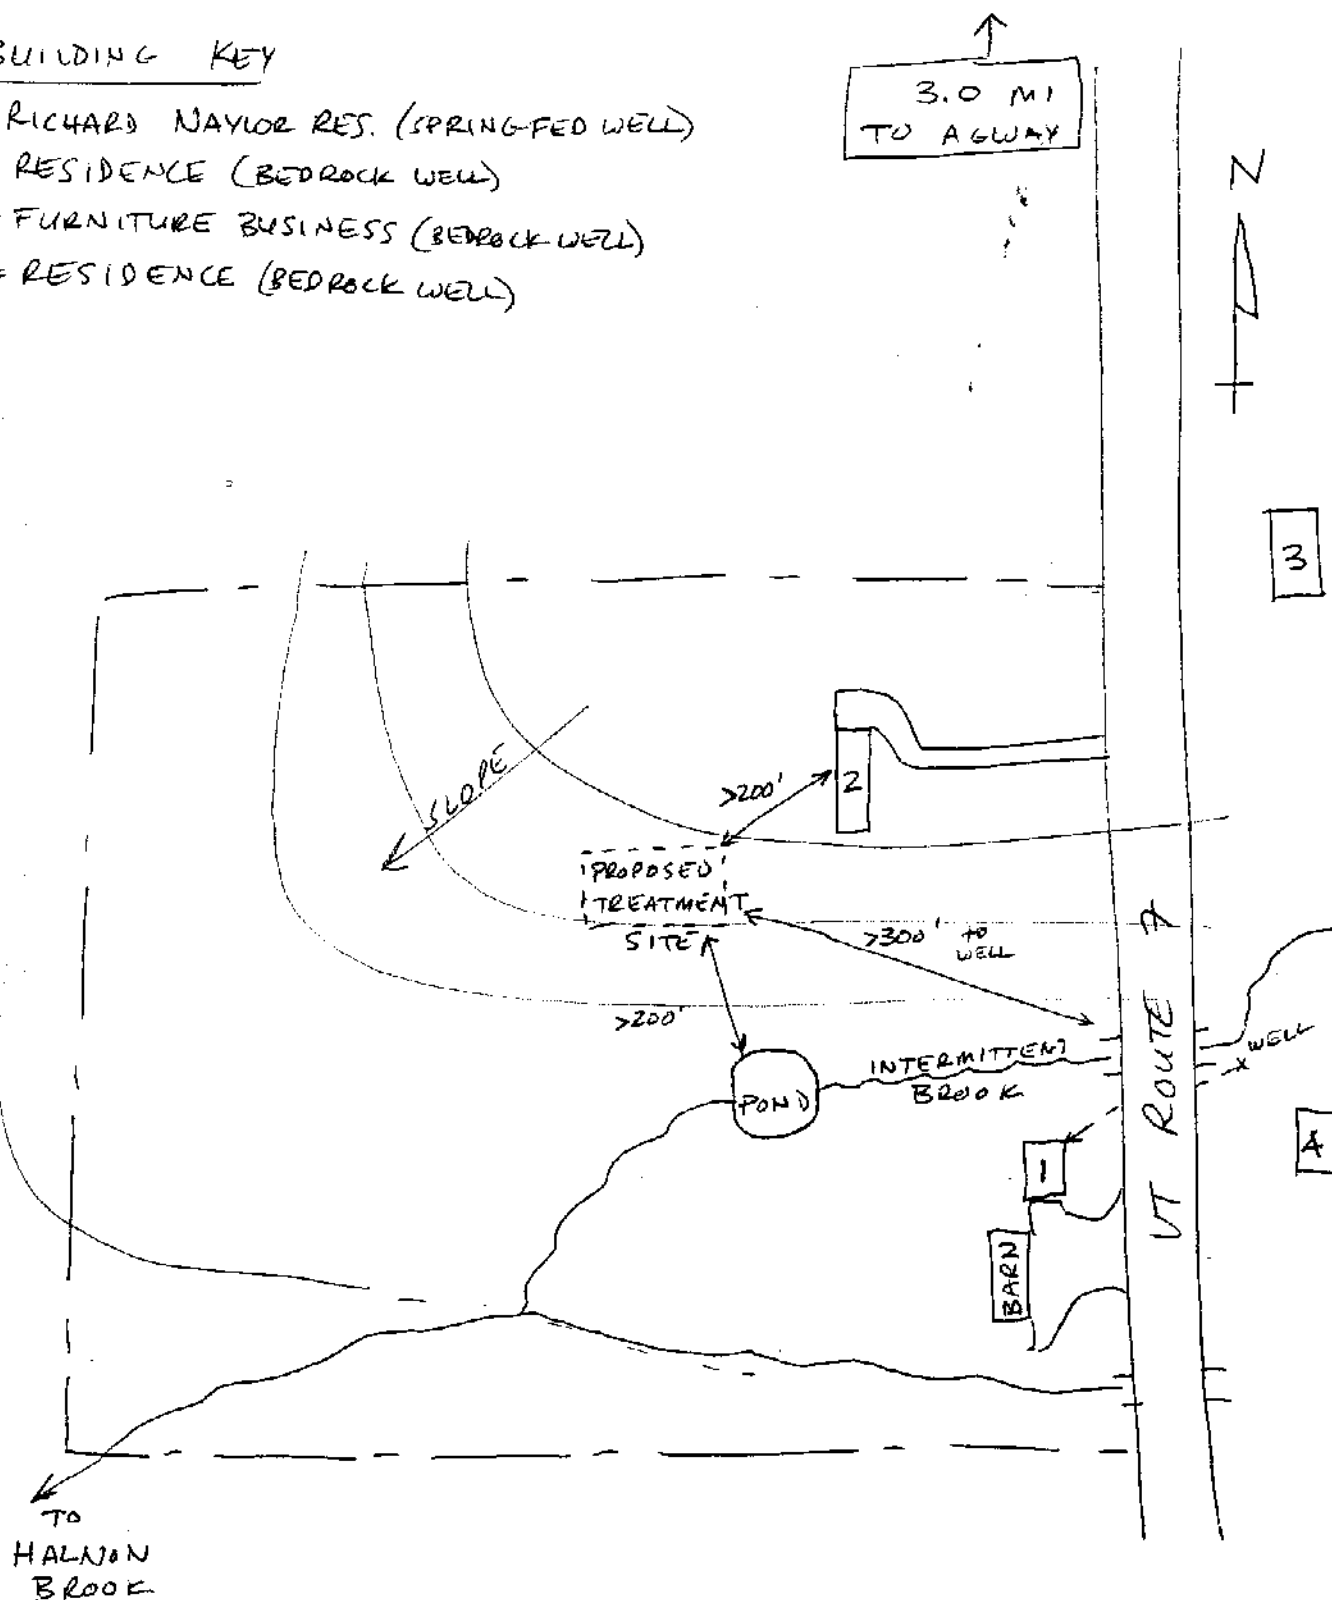 BUILDING KEY
RICHARD NAYLOR RES. (SPRING-FED WELL)
RESIDENCE (BEDROCK WELL)
= FURNITURE BUSINESS (BEDROCK WELL)
= RESIDENCE (BEDROCK WELL)
3.0 MI
TO AGWAY
N
3
SLOPE
>200'
2
PROPOSED
TREATMENT
SITE
>300' TO
WELL
>200'
VT ROUTE 7
WELL
INTERMITTENT
BROOK
POND
1
4
BARN
TO
HALNON
BROOK